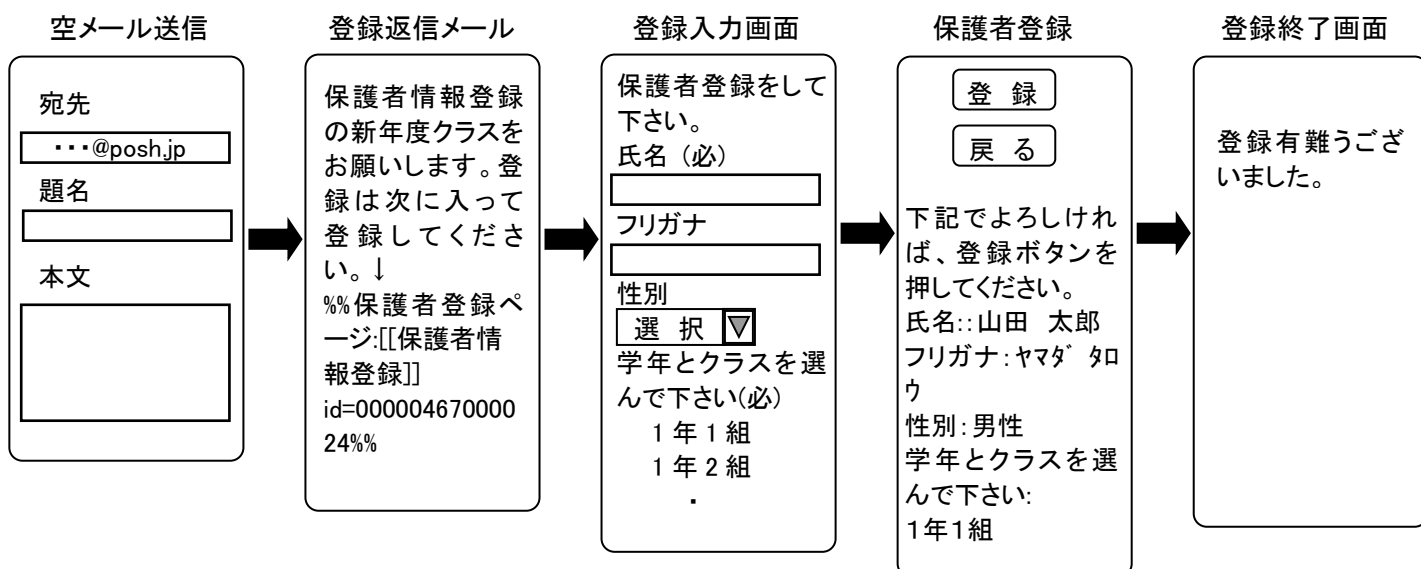 空メール送信
宛先
・・・@posh.jp
題名
本文
登録返信メール
保護者情報登録
の新年度クラスを
お願いします。登
録は次に入って
登録してくださ
い。↓
%%保護者登録ペ
ージ:[[保護者情
報登録]]
id=000004670000
24%%
登録入力画面
保護者登録をして
下さい。
氏名（必）
フリガナ
性別
選 択 ▽
学年とクラスを選
んで下さい(必)
1年1組
1年2組
・
保護者登録
登 録
戻 る
下記でよろしけれ
ば、登録ボタンを
押してください。
氏名::山田 太郎
フリガナ:ﾔﾏﾀﾞ ﾀﾛ
ｳ
性別:男性
学年とクラスを選
んで下さい:
1年1組
登録終了画面
登録有難うござ
いました。